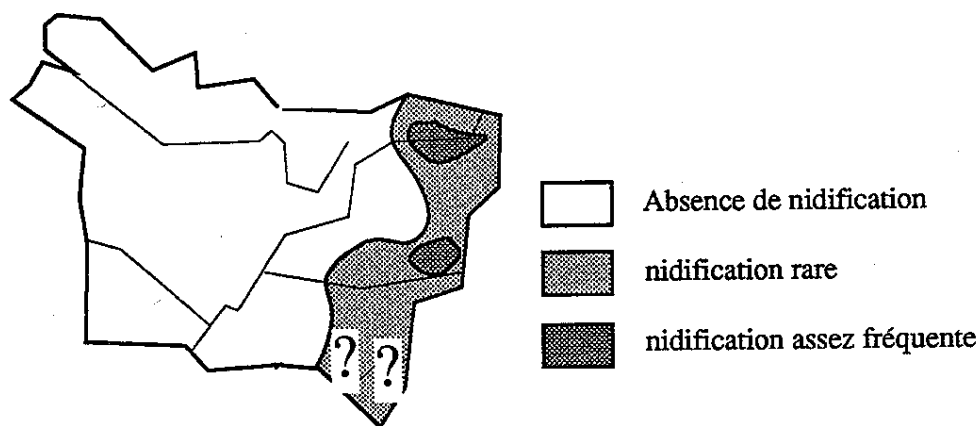 Absence de nidification
nidification rare
nidification assez fréquente
? ?